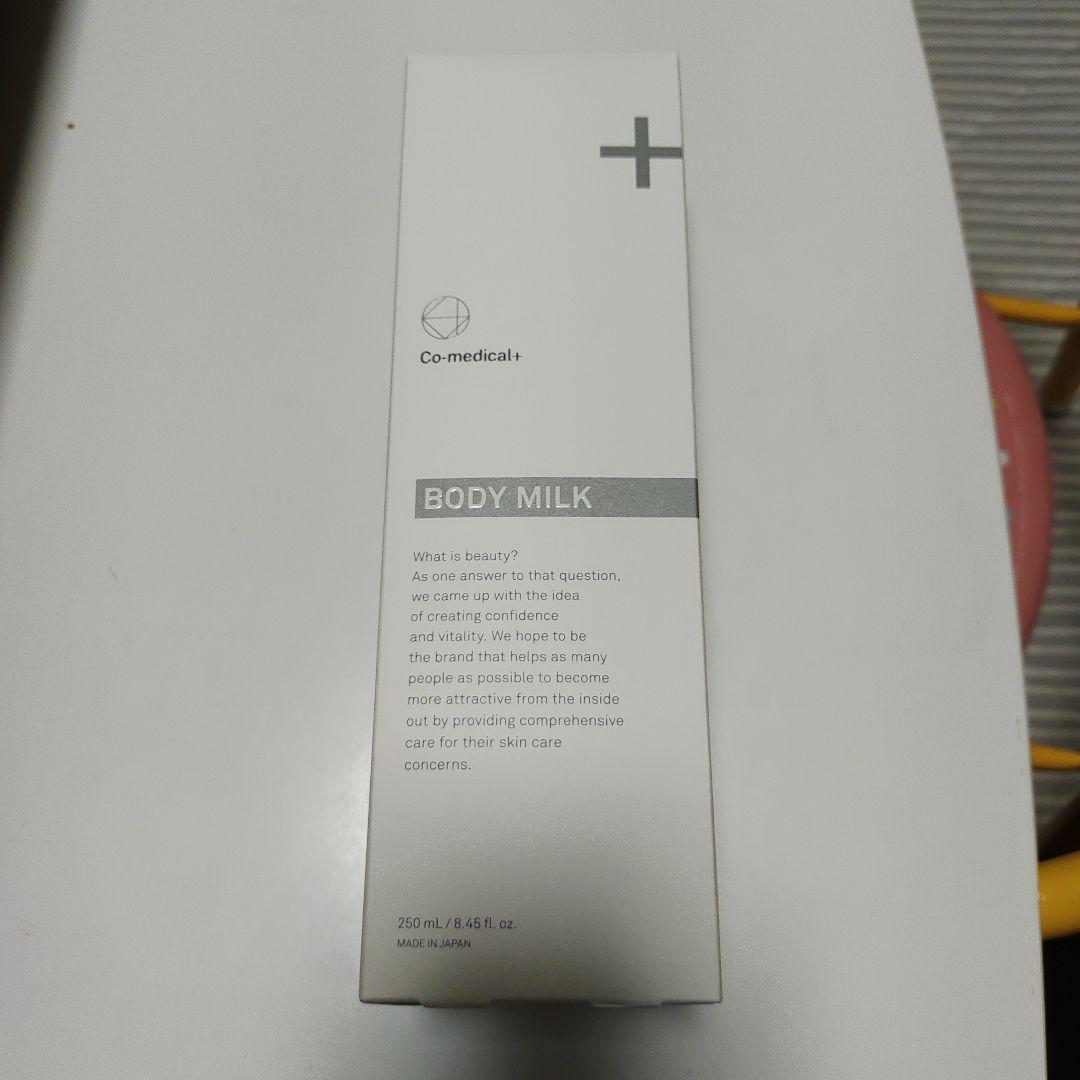 Co-medical+
BODY MILK
What is beauty?
As one answer to that question,
we came up with the idea
of creating confidence
and vitality. We hope to be
the brand that helps as many
people as possible to become
more attractive from the inside
out by providing comprehensive
care for their skin care
concerns.
250 mL / 8.45 fl. oz.
MADE IN JAPAN